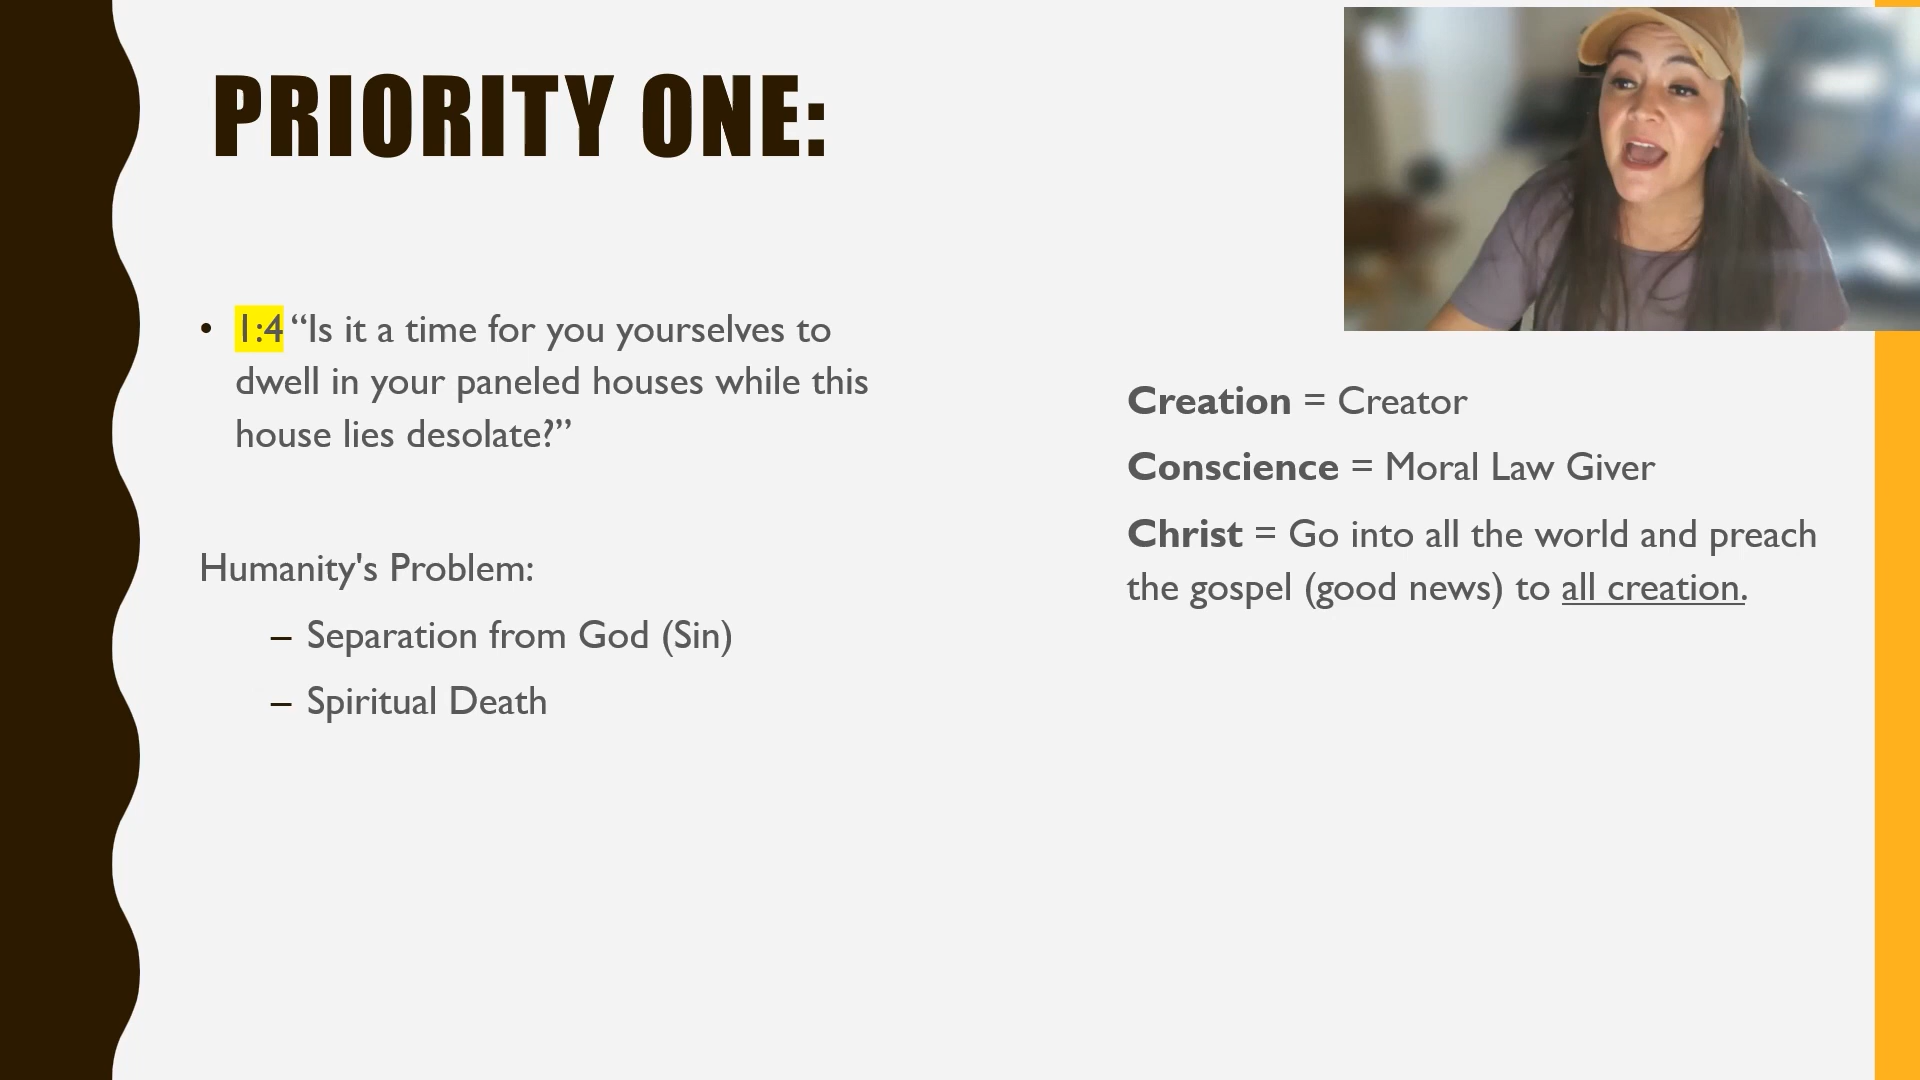 PRIORITY ONE:
• 1:4 “Is it a time for you yourselves to
dwell in your paneled houses while this
house lies desolate?”
Humanity's Problem:
– Separation from God (Sin)
– Spiritual Death
Creation = Creator
Conscience = Moral Law Giver
Christ = Go into all the world and preach
the gospel (good news) to all creation.